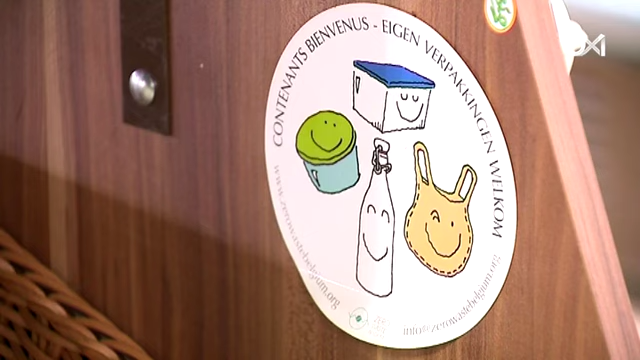 CONTENANTS BIENVENUS - EIGEN VERPAKKINGEN WELKOM
www.zerowastebelgium.org
info@zerowastebelgium.org